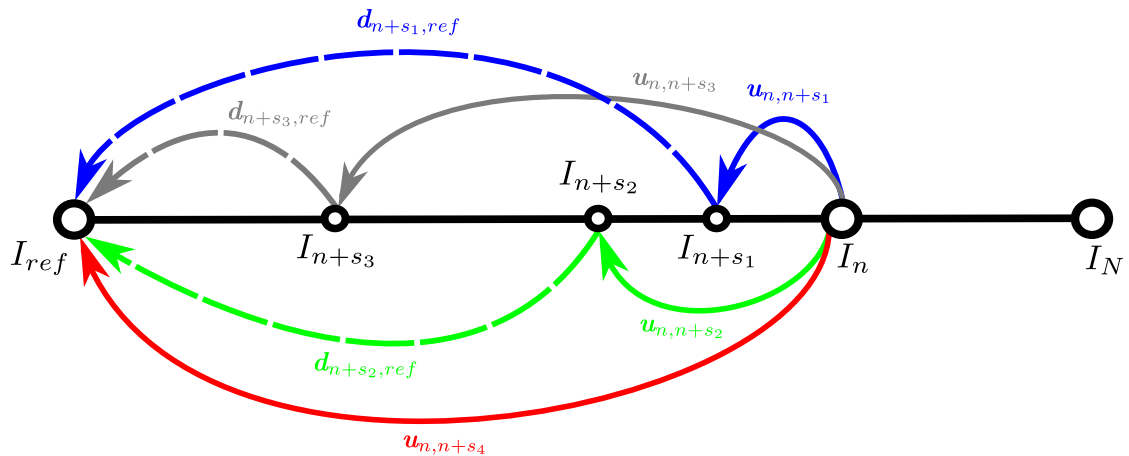 d_{n+s_1,ref}
u_{n,n+s_3}
u_{n,n+s_1}
d_{n+s_3,ref}
I_{n+s_2}
I_{ref}
I_{n+s_3}
I_{n+s_1}
I_n
I_N
u_{n,n+s_2}
d_{n+s_2,ref}
u_{n,n+s_4}